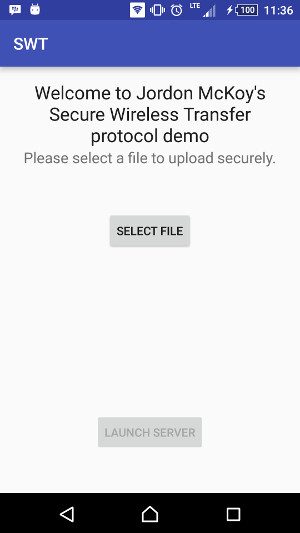 LTE 100 11:36
SWT
Welcome to Jordon McKoy's
Secure Wireless Transfer
protocol demo
Please select a file to upload securely.
SELECT FILE
LAUNCH SERVER